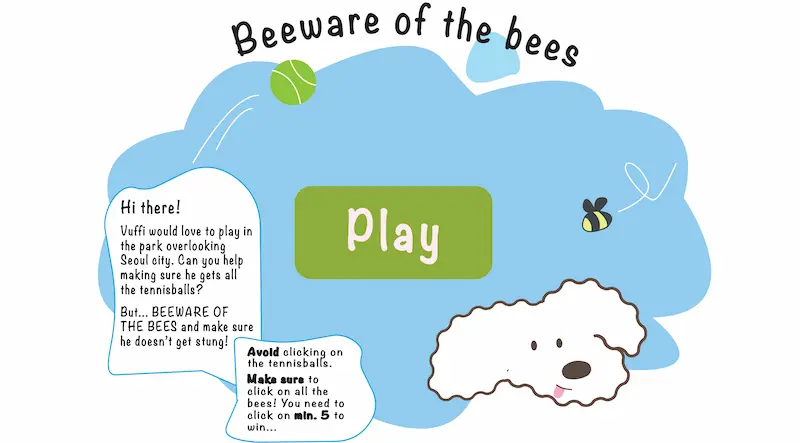 Beeware of the bees
Play
Hi there!
Vuffi would love to play in
the park overlooking
Seoul city. Can you help
making sure he gets all
the tennisballs?
But... BEEWARE OF
THE BEES and make sure
he doesn't get stung!
Avoid clicking on
the tennisballs.
Make sure to
click on all the
bees! You need to
click on min. 5 to
win...